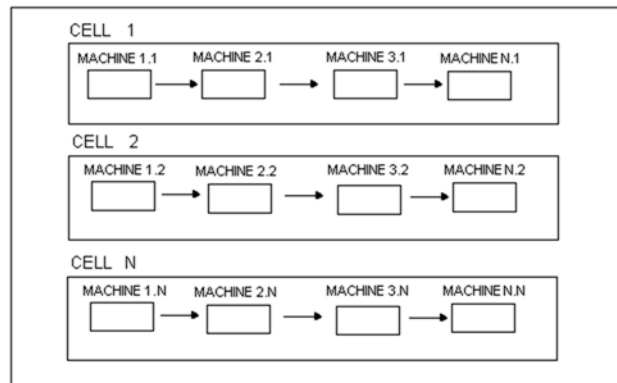 CELL 1
MACHINE 1.1 MACHINE 2.1 MACHINE 3.1 MACHINE N.1
CELL 2
MACHINE 1.2 MACHINE 2.2 MACHINE 3.2 MACHINE N.2
CELL N
MACHINE 1.N MACHINE 2.N MACHINE 3.N MACHINE N.N